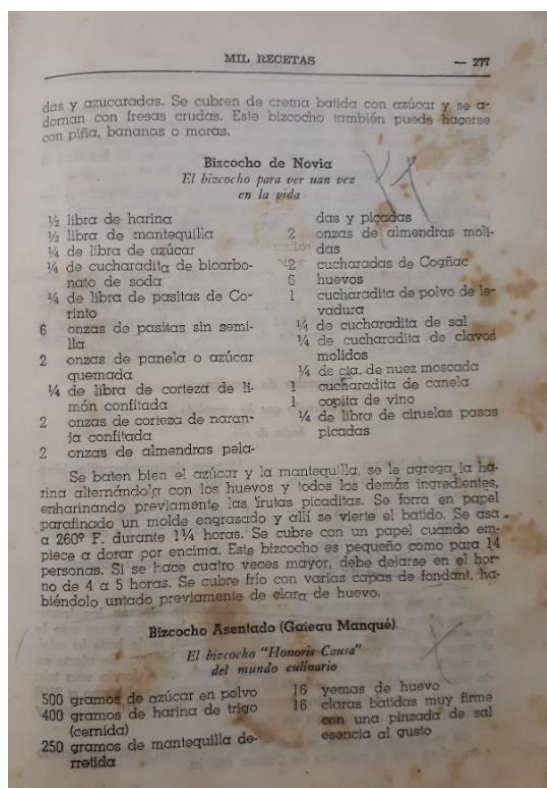 MIL RECETAS — 277
das y azucaradas. Se cubren de crema batida con azúcar y se a-
dornan con fresas crudas. Este bizcocho también puede hacerse
con piña, bananas o moras.
Bizcocho de Novia
El bizcocho para ver uan vez
en la vida
½ libra de harina
½ libra de mantequilla
¼ de libra de azúcar
¼ de cucharadita de bicarbo-
nato de soda
¼ de libra de pasitas de Co-
rinto
6 onzas de pasitas sin semi-
lla
2 onzas de panela o azúcar
quemada
¼ de libra de corteza de li-
món confitada
2 onzas de corteza de naran-
ja confitada
2 onzas de almendras pela-
das y picadas
2 onzas de almendras moli-
das
2 cucharadas de Cogñac
6 huevos
1 cucharadita de polvo de le-
vadura
¼ de cucharadita de sal
¼ de cucharadita de clavos
molidos
¼ de cta. de nuez moscada
1 cucharadita de canela
1 copita de vino
¼ de libra de ciruelas pasas
picadas
Se baten bien el azúcar y la mantequilla, se le agrega la ha-
rina alternándola con los huevos y todos los demás ingredientes,
enharinando previamente las frutas picaditas. Se forra en papel
parafinado un molde engrasado y allí se vierte el batido. Se asa
a 260º F. durante 1¼ horas. Se cubre con un papel cuando em-
piece a dorar por encima. Este bizcocho es pequeño como para 14
personas. Si se hace cuatro veces mayor, debe dejarse en el hor-
no de 4 a 5 horas. Se cubre frío con varias capas de fondant, ha-
biéndolo untado previamente de clara de huevo.
Bizcocho Asentado (Gaieau Manqué)
El bizcocho "Honoris Causa"
del mundo culinario
500 gramos de azúcar en polvo
400 gramos de harina de trigo
(cernida)
250 gramos de mantequilla de-
rretida
16 yemas de huevo
16 claras batidas muy firme
con una pinzada de sal
esencia al gusto